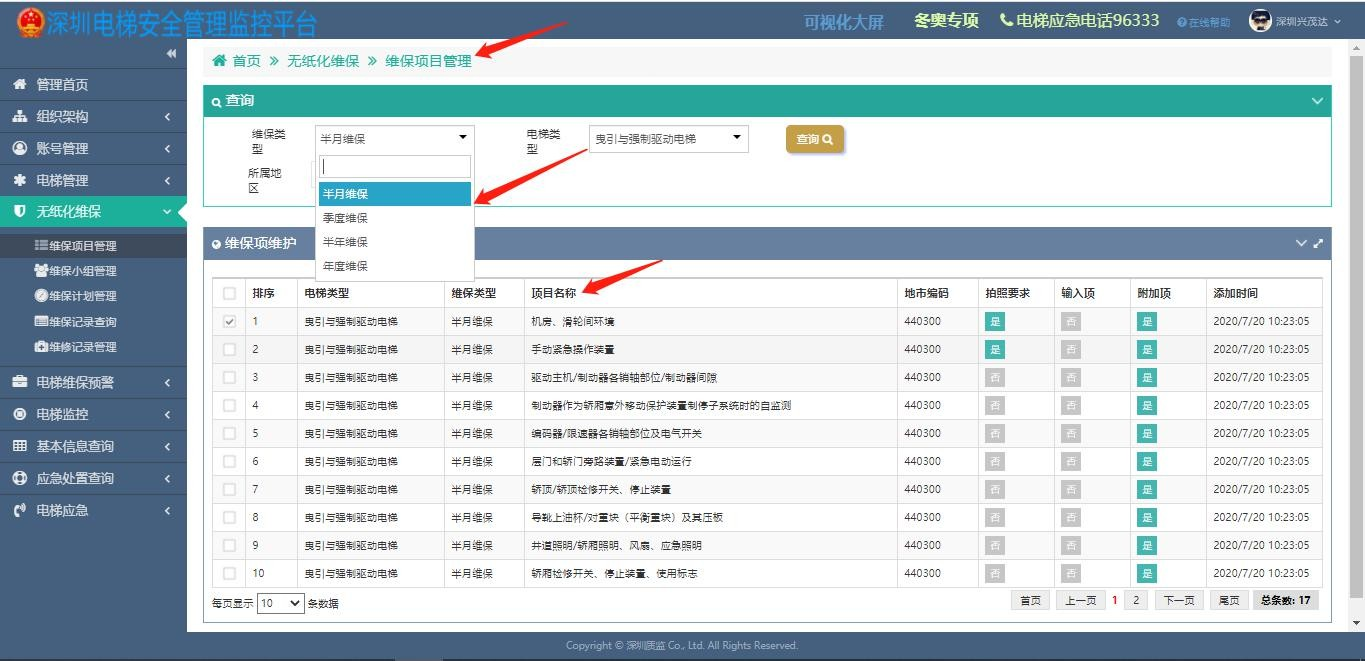 深圳电梯安全管理监控平台
可视化大屏 冬奥专项 电梯应急电话96333 在线帮助 深圳兴茂达
首页 » 无纸化维保 » 维保项目管理
管理首页
组织架构
账号管理
电梯管理
无纸化维保
维保项目管理
维保小组管理
维保计划管理
维保记录查询
维修记录管理
电梯维保预警
电梯监控
基本信息查询
应急处置查询
电梯应急
查询
维保类型 半月维保 电梯类型 曳引与强制驱动电梯 查询
所属地区
半月维保
季度维保
半年维保
年度维保
维保项维护
排序 电梯类型 维保类型 项目名称 地市编码 拍照要求 输入顶 附加顶 添加时间
1 曳引与强制驱动电梯 半月维保 机房、滑轮间环境 440300 是 否 是 2020/7/20 10:23:05
2 曳引与强制驱动电梯 半月维保 手动紧急操作装置 440300 是 否 是 2020/7/20 10:23:05
3 曳引与强制驱动电梯 半月维保 驱动主机/制动器各销轴部位/制动器间隙 440300 否 否 是 2020/7/20 10:23:05
4 曳引与强制驱动电梯 半月维保 制动器作为轿厢意外移动保护装置制停子系统时的自监测 440300 否 否 是 2020/7/20 10:23:05
5 曳引与强制驱动电梯 半月维保 编码器/限速器各销轴部位及电气开关 440300 否 否 是 2020/7/20 10:23:05
6 曳引与强制驱动电梯 半月维保 层门和轿门旁路装置/紧急电动运行 440300 否 否 是 2020/7/20 10:23:05
7 曳引与强制驱动电梯 半月维保 轿顶/轿顶检修开关、停止装置 440300 否 否 是 2020/7/20 10:23:05
8 曳引与强制驱动电梯 半月维保 导靴上油杯/对重块（平衡重块）及其压板 440300 否 否 是 2020/7/20 10:23:05
9 曳引与强制驱动电梯 半月维保 井道照明/轿厢照明、风扇、应急照明 440300 否 否 是 2020/7/20 10:23:05
10 曳引与强制驱动电梯 半月维保 轿厢检修开关、停止装置、使用标志 440300 否 否 是 2020/7/20 10:23:05
每页显示 10 条数据 首页 上一页 1 2 下一页 尾页 总条数: 17
Copyright © 深圳质监 Co., Ltd. All Rights Reserved.